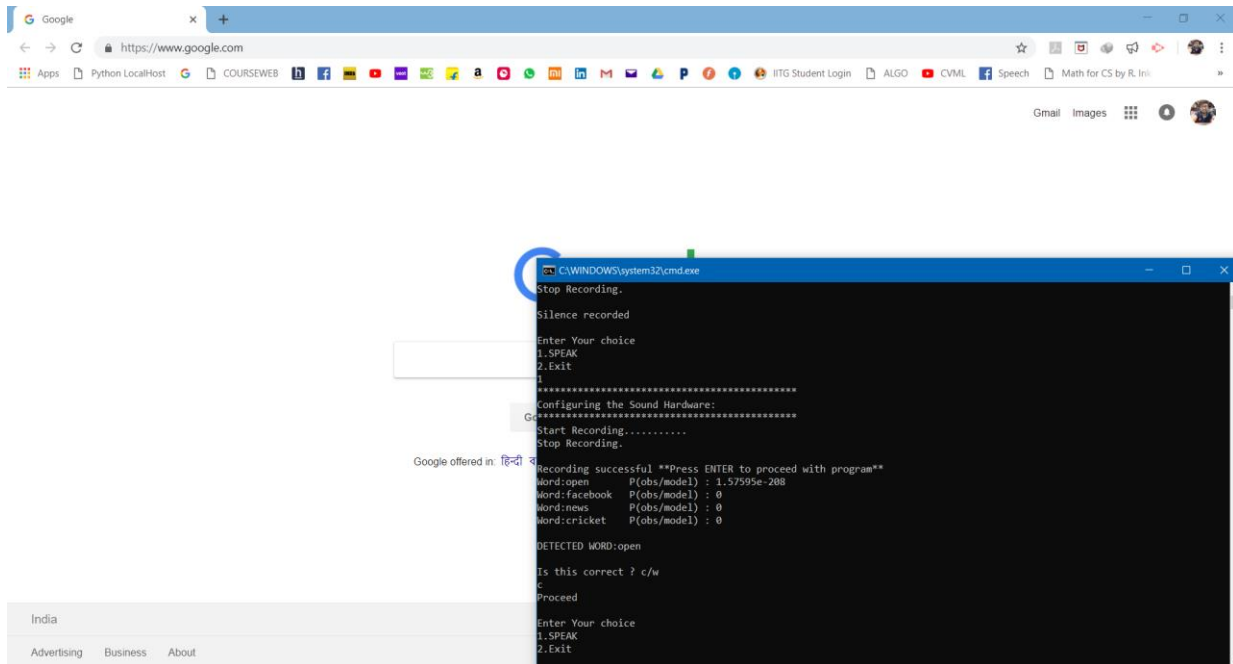 Google
https://www.google.com
Apps Python LocalHost COURSEWEB IITG Student Login ALGO CVML Speech Math for CS by R. Ini
Gmail Images
C:\WINDOWS\system32\cmd.exe
Stop Recording.
Silence recorded
Enter Your choice
1.SPEAK
2.Exit
1
*********************************************
Configuring the Sound Hardware:
*********************************************
Start Recording...........
Stop Recording.
Google offered in: हिन्दी
Recording successful **Press ENTER to proceed with program**
Word:open P(obs/model) : 1.57595e-208
Word:facebook P(obs/model) : 0
Word:news P(obs/model) : 0
Word:cricket P(obs/model) : 0
DETECTED WORD:open
Is this correct ? c/w
c
Proceed
Enter Your choice
1.SPEAK
2.Exit
India
Advertising Business About